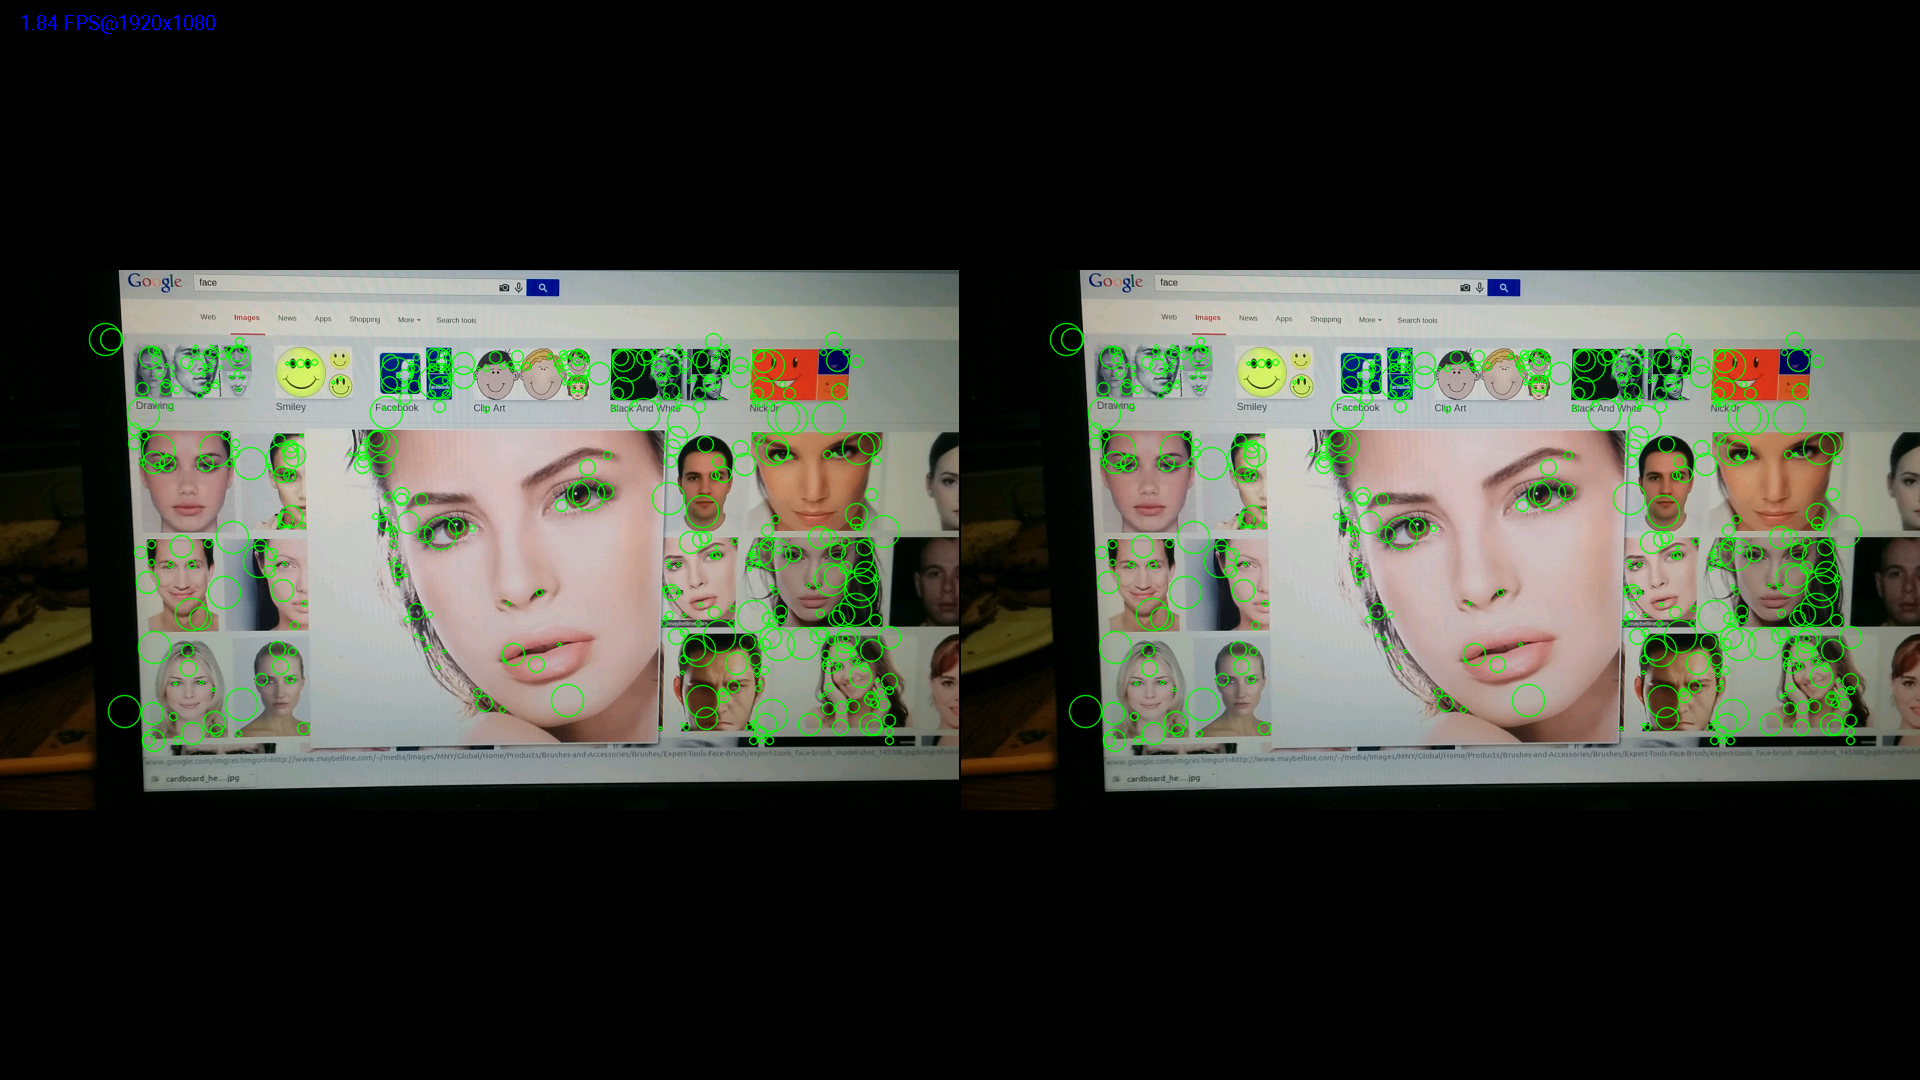 1.84 FPS@1920x1080
Google face
Google face
Web Images News Apps Shopping More Search tools
Web Images News Apps Shopping More Search tools
Drawing Smiley Facebook Clip Art Black And White Nick Jr
Drawing Smiley Facebook Clip Art Black And White Nick Jr
cardboard_he....jpg
cardboard_he....jpg